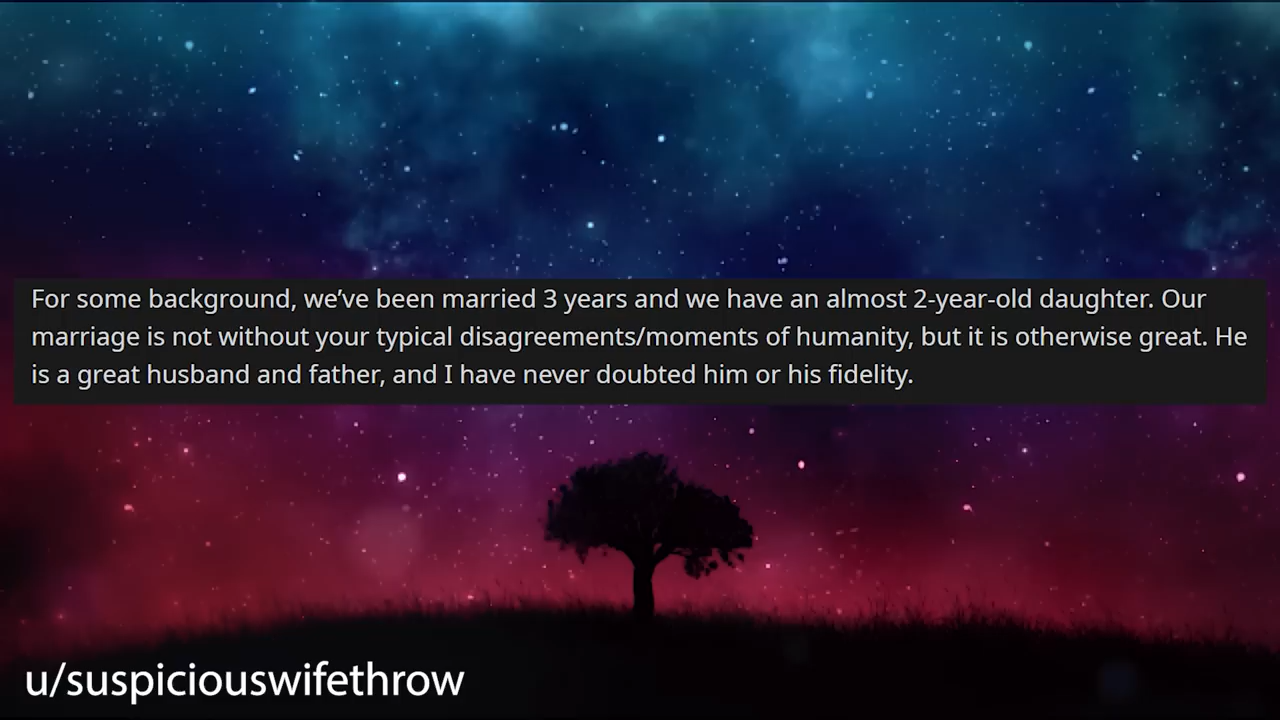 For some background, we’ve been married 3 years and we have an almost 2-year-old daughter. Our
marriage is not without your typical disagreements/moments of humanity, but it is otherwise great. He
is a great husband and father, and I have never doubted him or his fidelity.
u/suspiciouswifethrow